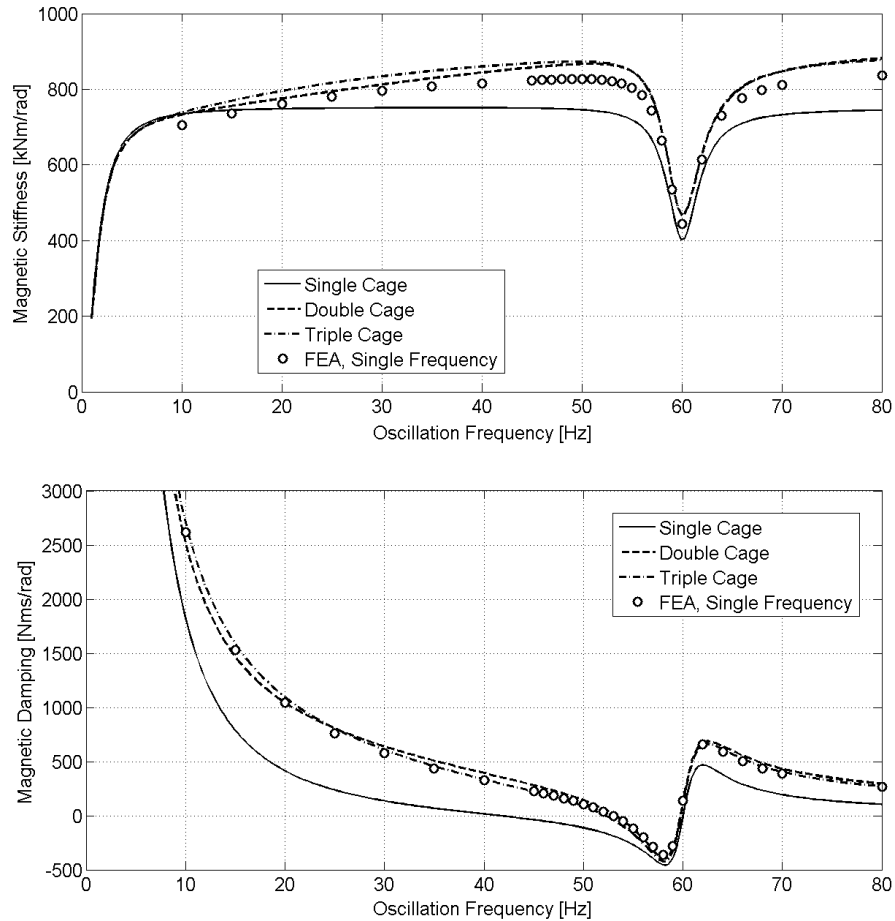 1000
800
600
400
200
0
Magnetic Stiffness [kNm/rad]
Single Cage
Double Cage
Triple Cage
FEA, Single Frequency
0 10 20 30 40 50 60 70 80
Oscillation Frequency [Hz]
3000
2500
2000
1500
1000
500
0
-500
Magnetic Damping [Nms/rad]
Single Cage
Double Cage
Triple Cage
FEA, Single Frequency
0 10 20 30 40 50 60 70 80
Oscillation Frequency [Hz]